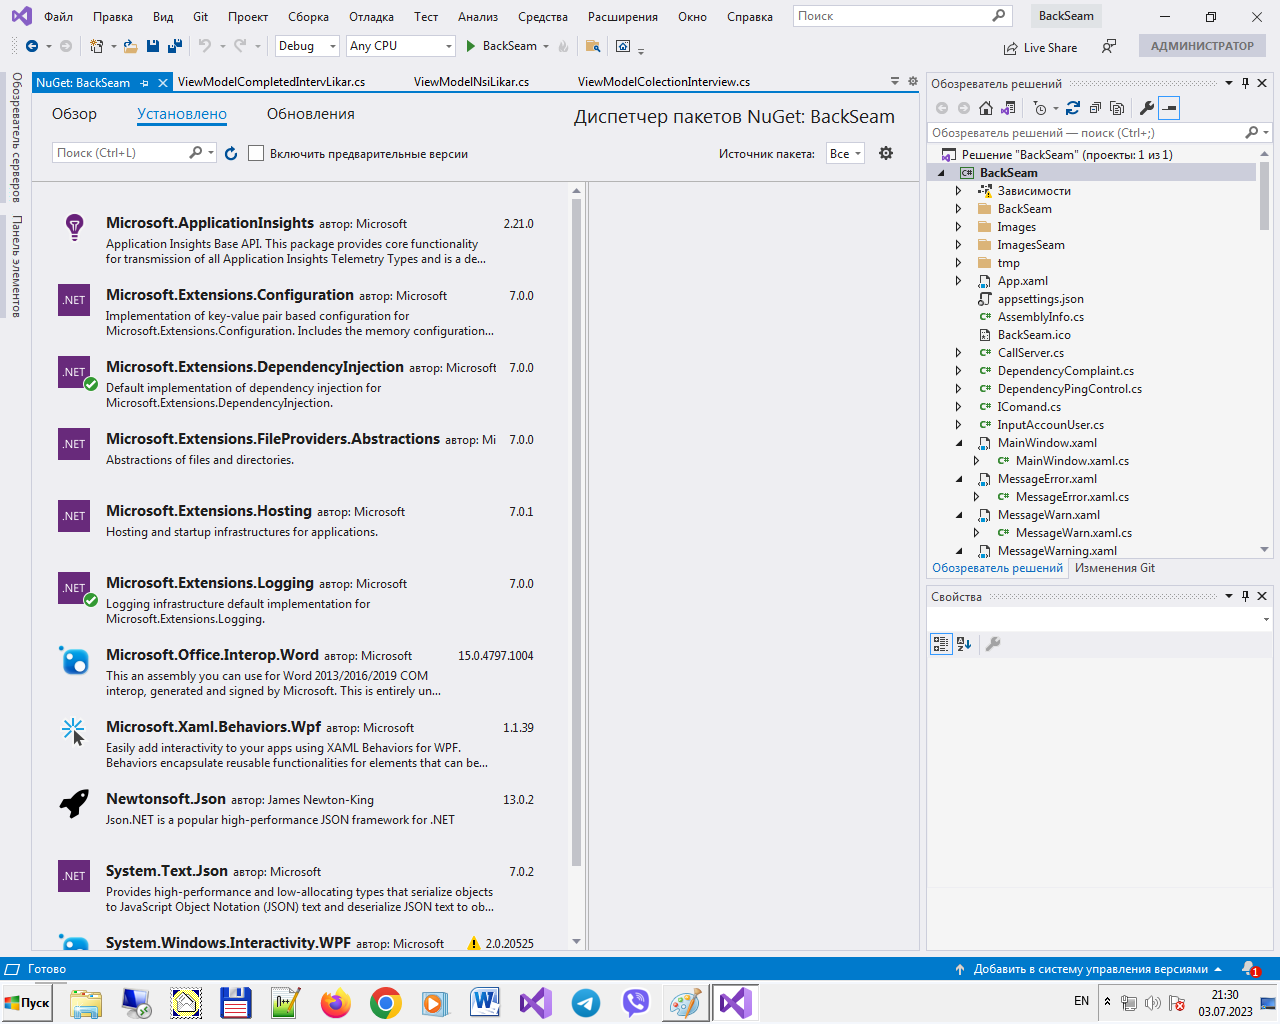 Файл Правка Вид Git Проект Сборка Отладка Тест Анализ Средства Расширения Окно Справка Поиск BackSeam
Debug Any CPU BackSeam Live Share АДМИНИСТРАТОР
Обозреватель серверов
Панель элементов
NuGet: BackSeam ViewModelCompletedIntervLikar.cs ViewModelNsiLikar.cs ViewModelColectionInterview.cs
Обзор Установлено Обновления
Диспетчер пакетов NuGet: BackSeam
Поиск (Ctrl+L) Включить предварительные версии Источник пакета: Все
Microsoft.ApplicationInsights автор: Microsoft 2.21.0
Application Insights Base API. This package provides core functionality
for transmission of all Application Insights Telemetry Types and is a de...
.NET Microsoft.Extensions.Configuration автор: Microsoft 7.0.0
Implementation of key-value pair based configuration for
Microsoft.Extensions.Configuration. Includes the memory configuration...
.NET Microsoft.Extensions.DependencyInjection автор: Microsoft 7.0.0
Default implementation of dependency injection for
Microsoft.Extensions.DependencyInjection.
.NET Microsoft.Extensions.FileProviders.Abstractions автор: Mi 7.0.0
Abstractions of files and directories.
.NET Microsoft.Extensions.Hosting автор: Microsoft 7.0.1
Hosting and startup infrastructures for applications.
.NET Microsoft.Extensions.Logging автор: Microsoft 7.0.0
Logging infrastructure default implementation for
Microsoft.Extensions.Logging.
Microsoft.Office.Interop.Word автор: Microsoft 15.0.4797.1004
This an assembly you can use for Word 2013/2016/2019 COM
interop, generated and signed by Microsoft. This is entirely un...
Microsoft.Xaml.Behaviors.Wpf автор: Microsoft 1.1.39
Easily add interactivity to your apps using XAML Behaviors for WPF.
Behaviors encapsulate reusable functionalities for elements that can be...
Newtonsoft.Json автор: James Newton-King 13.0.2
Json.NET is a popular high-performance JSON framework for .NET
.NET System.Text.Json автор: Microsoft 7.0.2
Provides high-performance and low-allocating types that serialize objects
to JavaScript Object Notation (JSON) text and deserialize JSON text to ob...
System.Windows.Interactivity.WPF автор: Microsoft 2.0.20525
Обозреватель решений
Обозреватель решений — поиск (Ctrl+;)
Решение "BackSeam" (проекты: 1 из 1)
C# BackSeam
Зависимости
BackSeam
Images
ImagesSeam
tmp
App.xaml
appsettings.json
C# AssemblyInfo.cs
BackSeam.ico
C# CallServer.cs
C# DependencyComplaint.cs
C# DependencyPingControl.cs
C# IComand.cs
C# InputAccounUser.cs
MainWindow.xaml
C# MainWindow.xaml.cs
MessageError.xaml
C# MessageError.xaml.cs
MessageWarn.xaml
C# MessageWarn.xaml.cs
MessageWarning.xaml
Обозреватель решений Изменения Git
Свойства
Готово Добавить в систему управления версиями 1
Пуск EN 21:30
03.07.2023